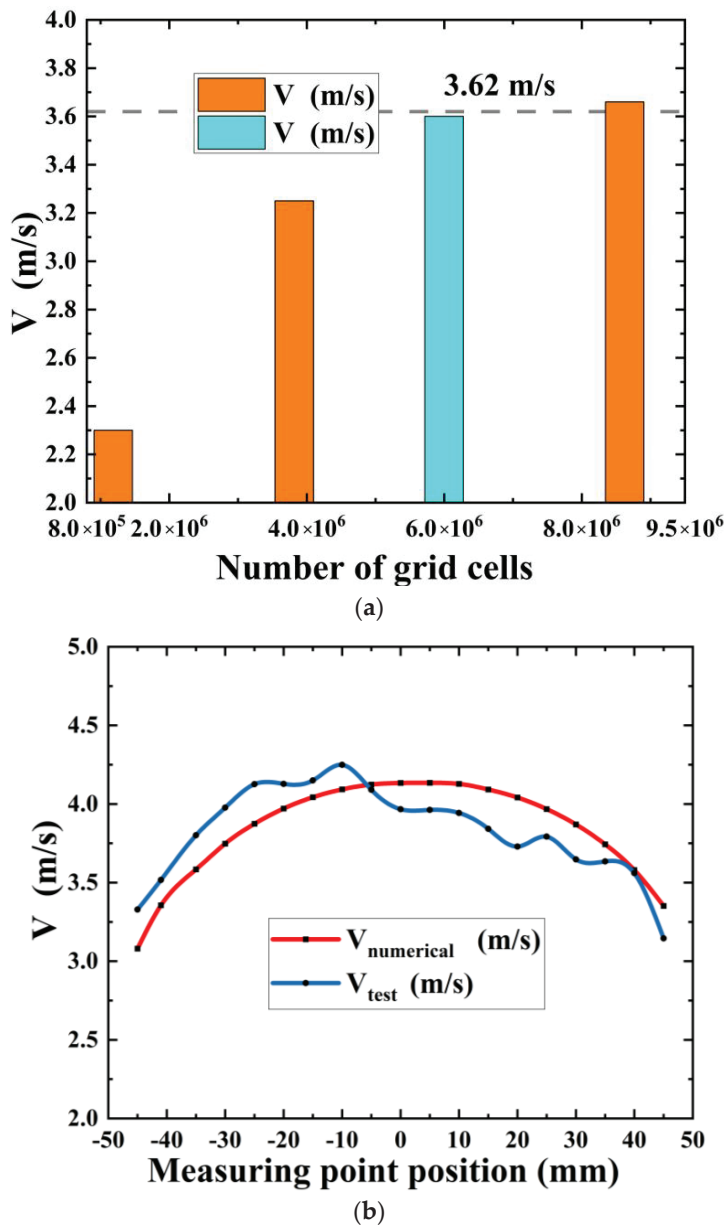 4.0
3.8
3.6
3.4
3.2
3.0
2.8
2.6
2.4
2.2
2.0
V (m/s)
V (m/s)
V (m/s)
3.62 m/s
8.0×10⁵ 2.0×10⁶ 4.0×10⁶ 6.0×10⁶ 8.0×10⁶ 9.5×10⁶
Number of grid cells
(a)
5.0
4.5
4.0
3.5
3.0
2.5
2.0
V (m/s)
Vnumerical (m/s)
Vtest (m/s)
-50 -40 -30 -20 -10 0 10 20 30 40 50
Measuring point position (mm)
(b)